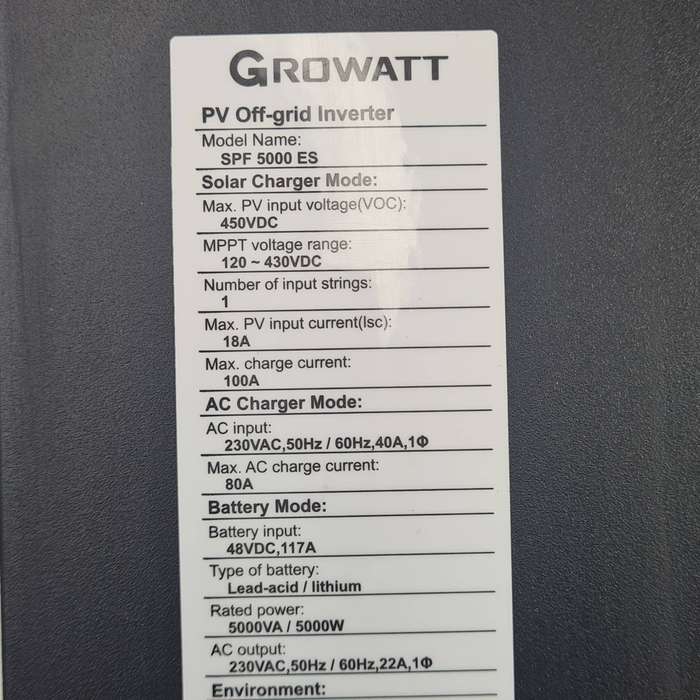 GROWATT
PV Off-grid Inverter
Model Name:
SPF 5000 ES
Solar Charger Mode:
Max. PV input voltage(VOC):
450VDC
MPPT voltage range:
120 ~ 430VDC
Number of input strings:
1
Max. PV input current(Isc):
18A
Max. charge current:
100A
AC Charger Mode:
AC input:
230VAC,50Hz / 60Hz,40A,1Φ
Max. AC charge current:
80A
Battery Mode:
Battery input:
48VDC,117A
Type of battery:
Lead-acid / lithium
Rated power:
5000VA / 5000W
AC output:
230VAC,50Hz / 60Hz,22A,1Φ
Environment: